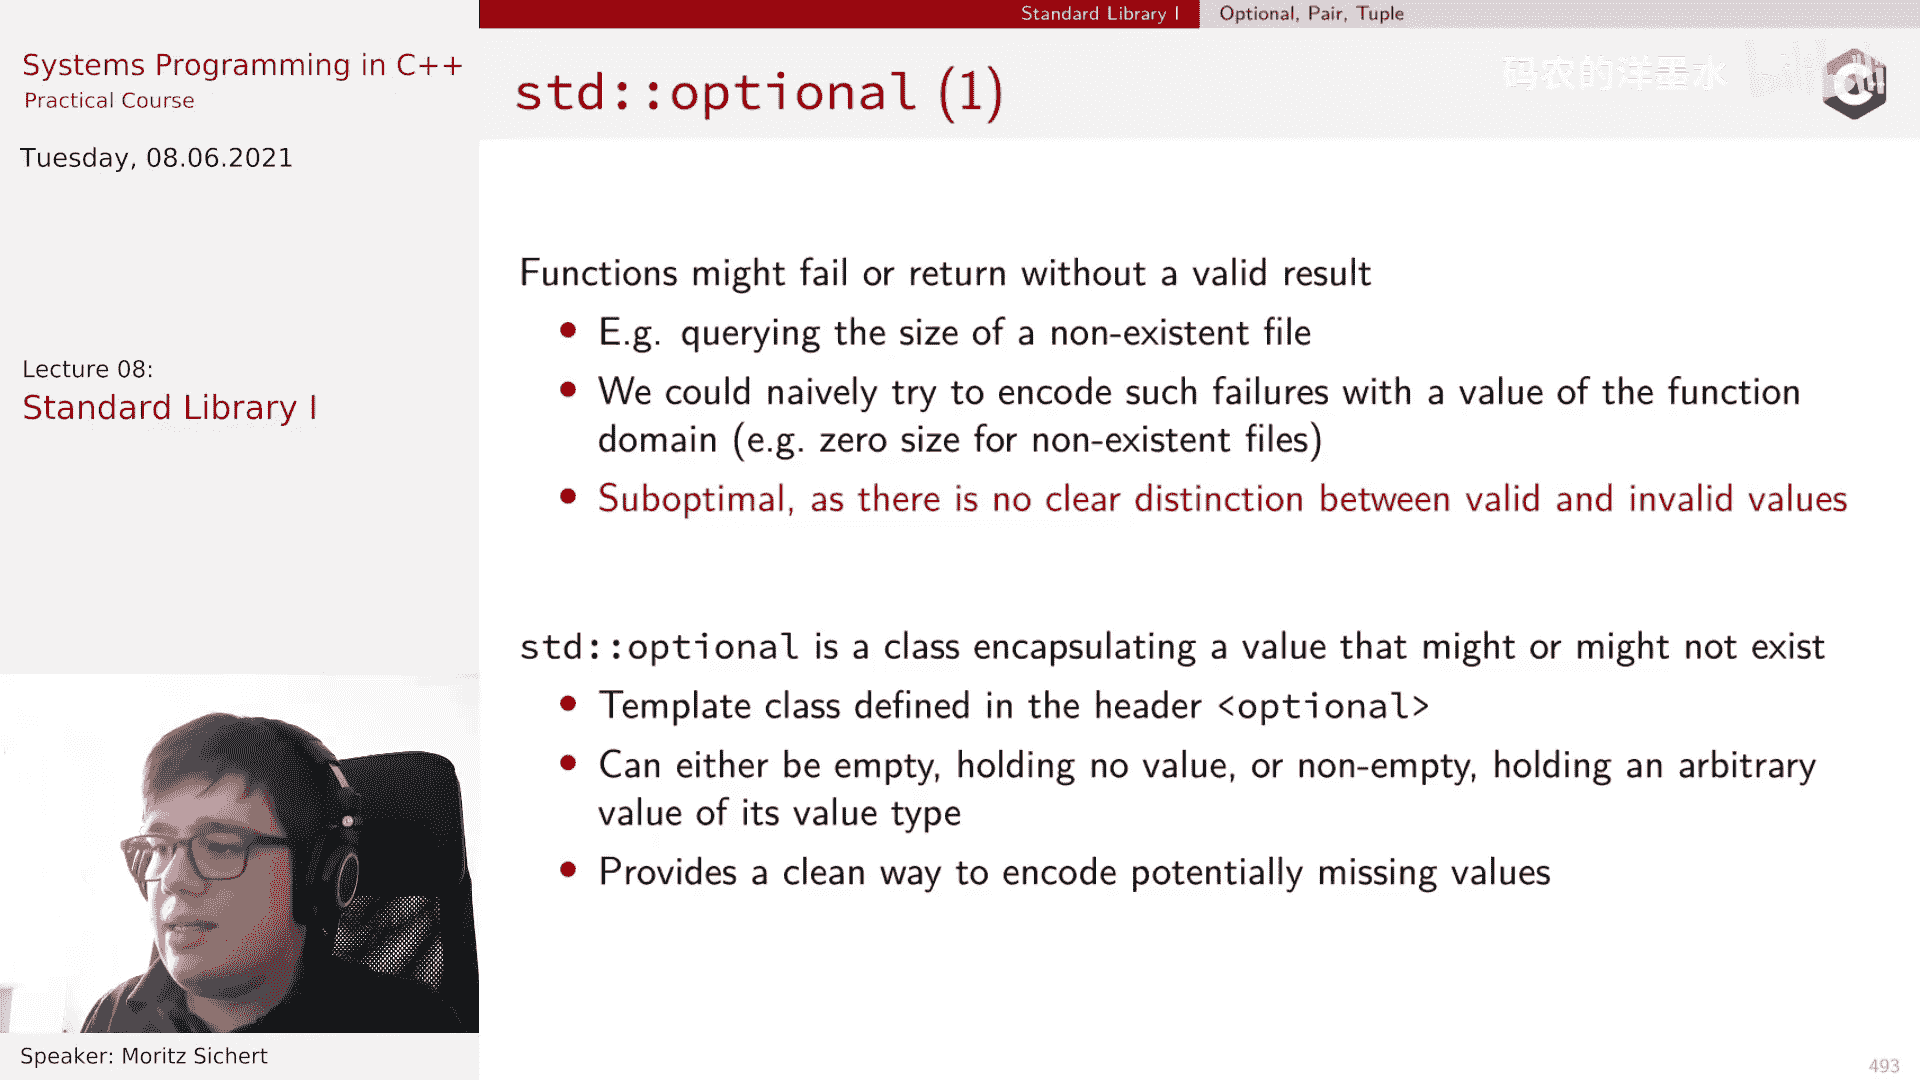 Standard Library I
Optional, Pair, Tuple
Systems Programming in C++
Practical Course
Tuesday, 08.06.2021
Lecture 08:
Standard Library I
Speaker: Moritz Sichert
std::optional (1)
码农的洋墨水
Functions might fail or return without a valid result
• E.g. querying the size of a non-existent file
• We could naively try to encode such failures with a value of the function
domain (e.g. zero size for non-existent files)
• Suboptimal, as there is no clear distinction between valid and invalid values
std::optional is a class encapsulating a value that might or might not exist
• Template class defined in the header <optional>
• Can either be empty, holding no value, or non-empty, holding an arbitrary
value of its value type
• Provides a clean way to encode potentially missing values
493